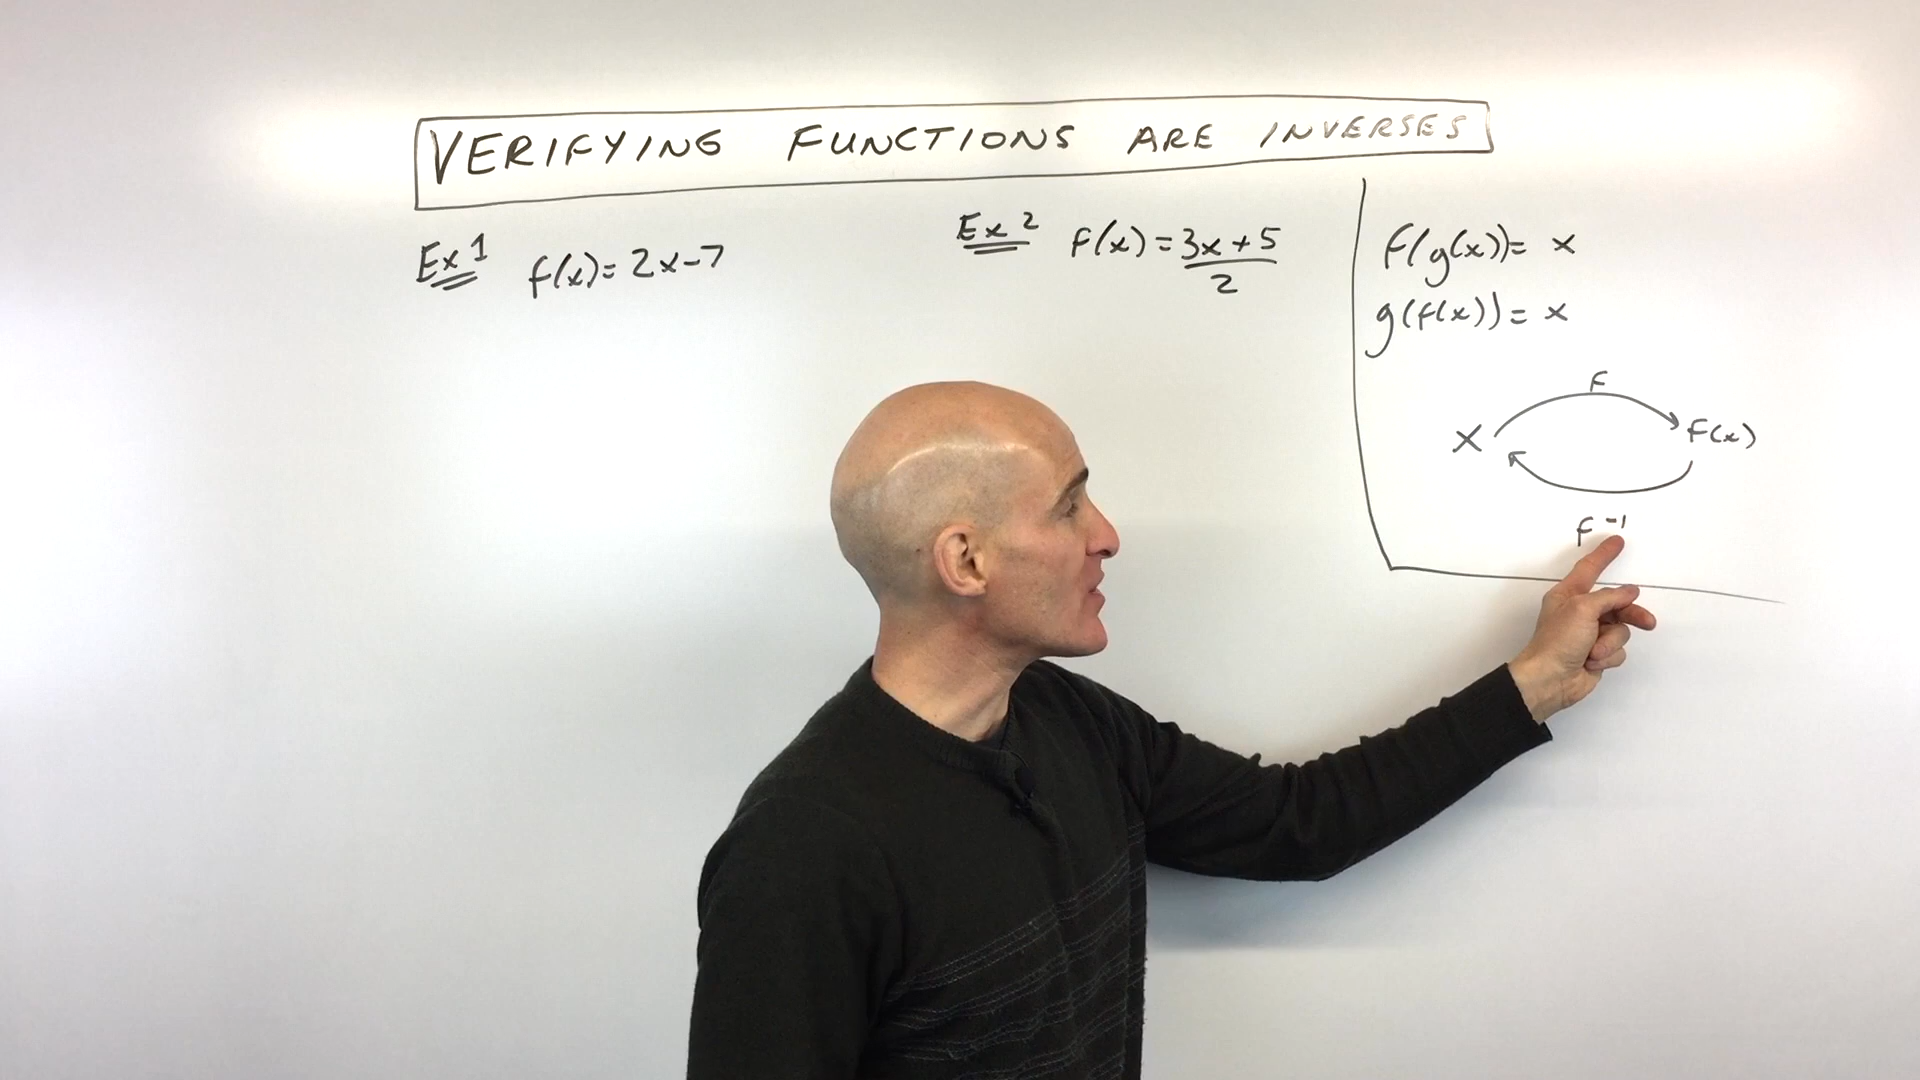 VERIFYING FUNCTIONS ARE INVERSES
Ex 1 f(x)= 2x-7
Ex 2 f(x) = 3x+5
2
f(g(x))= x
g(f(x))= x
f
X f(x)
f -1